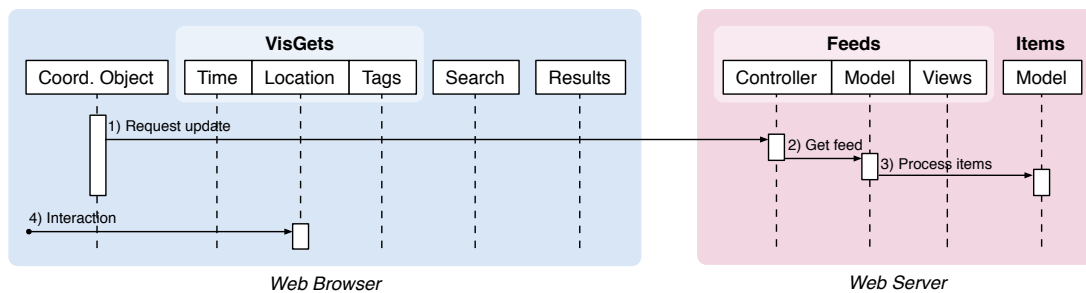 VisGets
Feeds
Items
Coord. Object
Time
Location
Tags
Search
Results
Controller
Model
Views
Model
1) Request update
2) Get feed
3) Process items
4) Interaction
Web Browser
Web Server